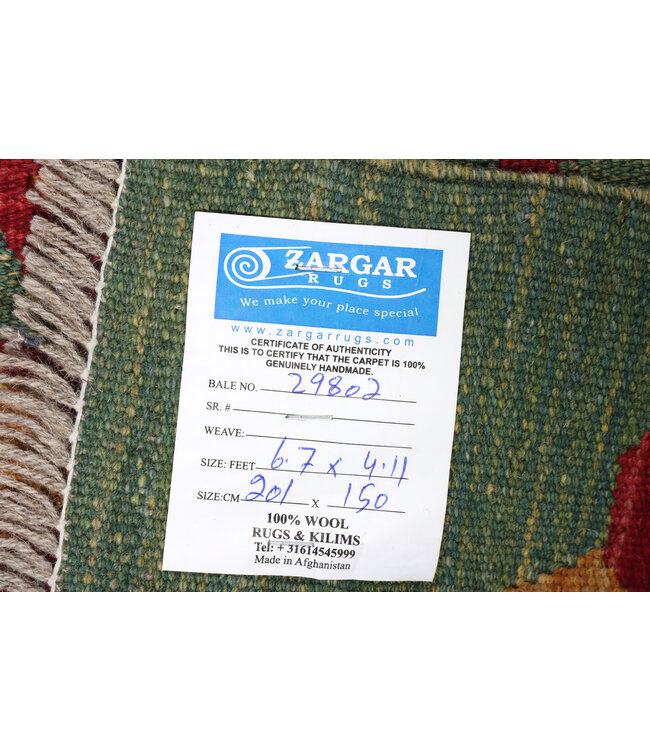 ZARGAR
RUGS
We make your place special
www.zargarrugs.com
CERTIFICATE OF AUTHENTICITY
THIS IS TO CERTIFY THAT THE CARPET IS 100%
GENUINELY HANDMADE.
BALE NO. 29802
SR. #
WEAVE:
SIZE: FEET 6.7 x 4.11
SIZE:CM 201 X 150
100% WOOL
RUGS & KILIMS
Tel: + 31614545999
Made in Afghanistan